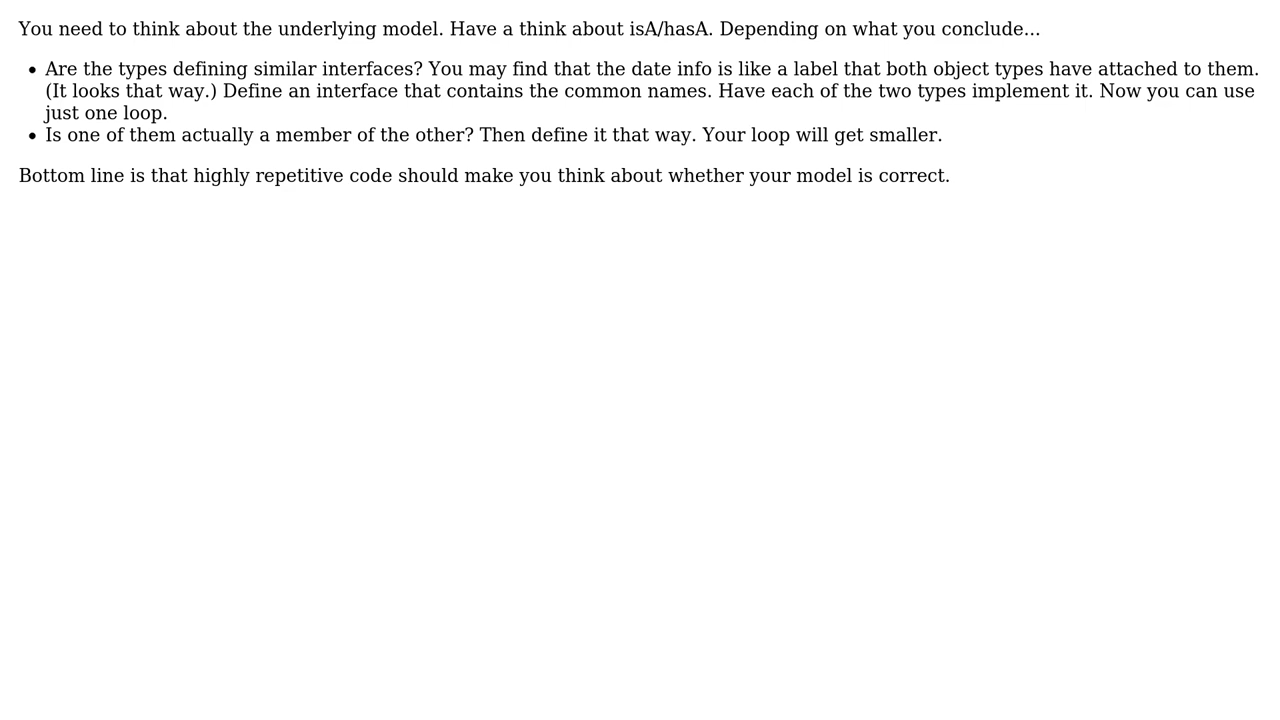 You need to think about the underlying model. Have a think about isA/hasA. Depending on what you conclude...
• Are the types defining similar interfaces? You may find that the date info is like a label that both object types have attached to them.
(It looks that way.) Define an interface that contains the common names. Have each of the two types implement it. Now you can use
just one loop.
• Is one of them actually a member of the other? Then define it that way. Your loop will get smaller.
Bottom line is that highly repetitive code should make you think about whether your model is correct.